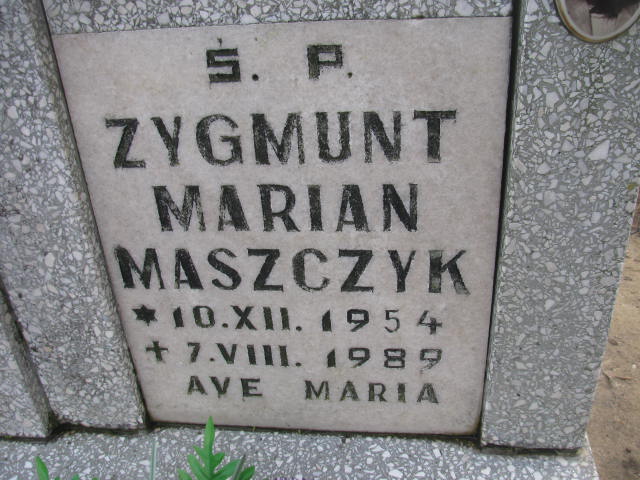 Ś. P.
ZYGMUNT
MARIAN
MASZCZYK
* 10.XII. 1954
+ 7.VIII. 1989
AVE MARIA